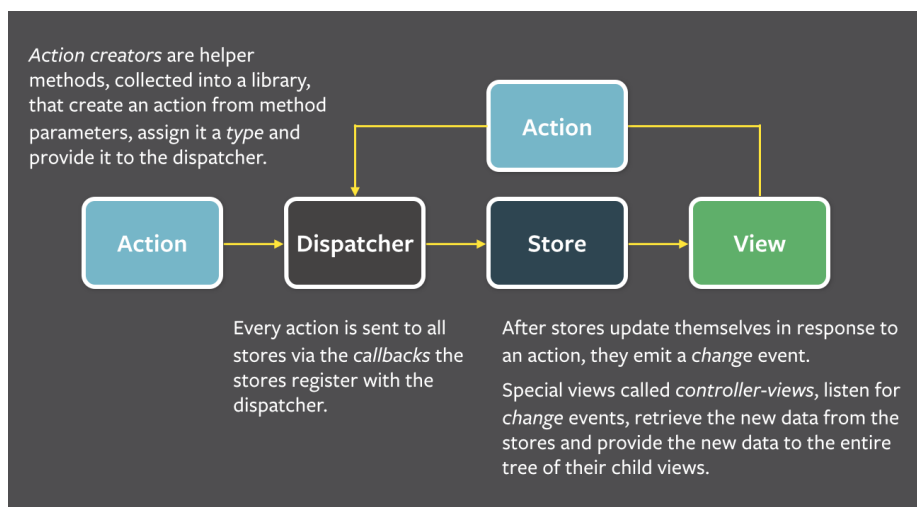 Action creators are helper
methods, collected into a library,
that create an action from method
parameters, assign it a type and
provide it to the dispatcher.
Action
Action
Dispatcher
Store
View
Every action is sent to all
stores via the callbacks the
stores register with the
dispatcher.
After stores update themselves in response to
an action, they emit a change event.
Special views called controller-views, listen for
change events, retrieve the new data from the
stores and provide the new data to the entire
tree of their child views.